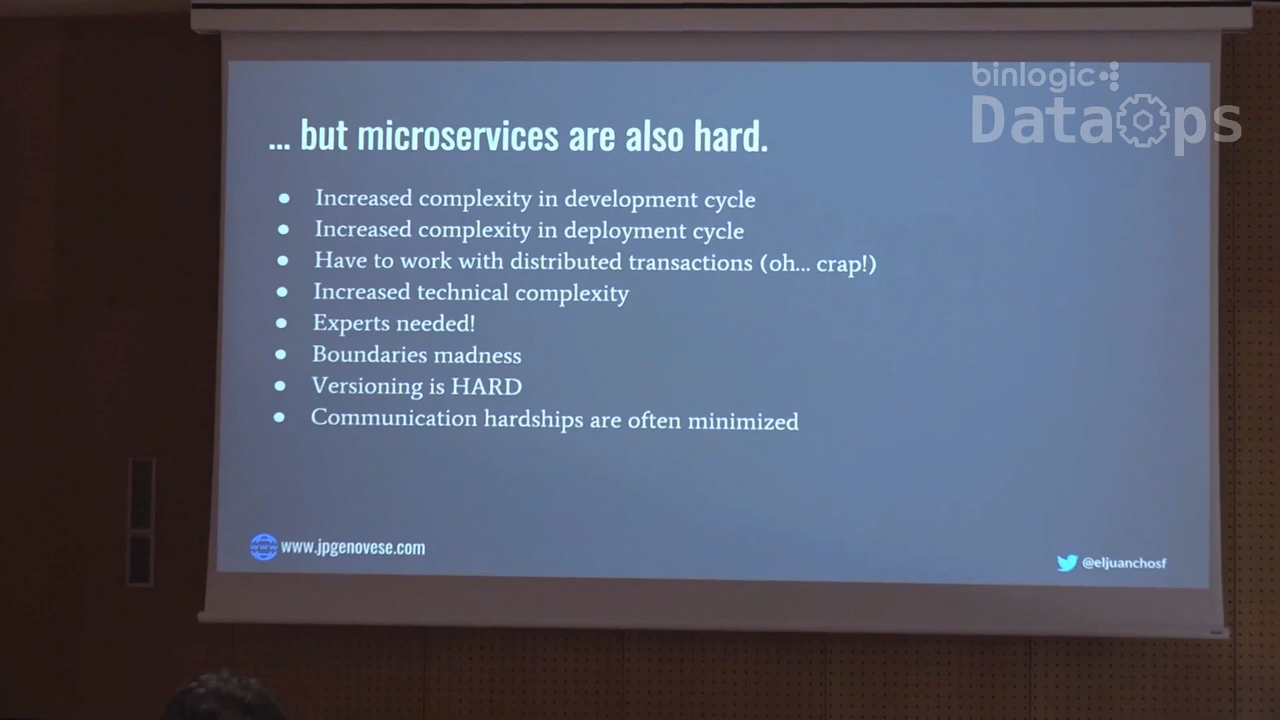 binlogic
DataOps
... but microservices are also hard.
● Increased complexity in development cycle
● Increased complexity in deployment cycle
● Have to work with distributed transactions (oh... crap!)
● Increased technical complexity
● Experts needed!
● Boundaries madness
● Versioning is HARD
● Communication hardships are often minimized
www.jpgenovese.com
@eljuanchosf